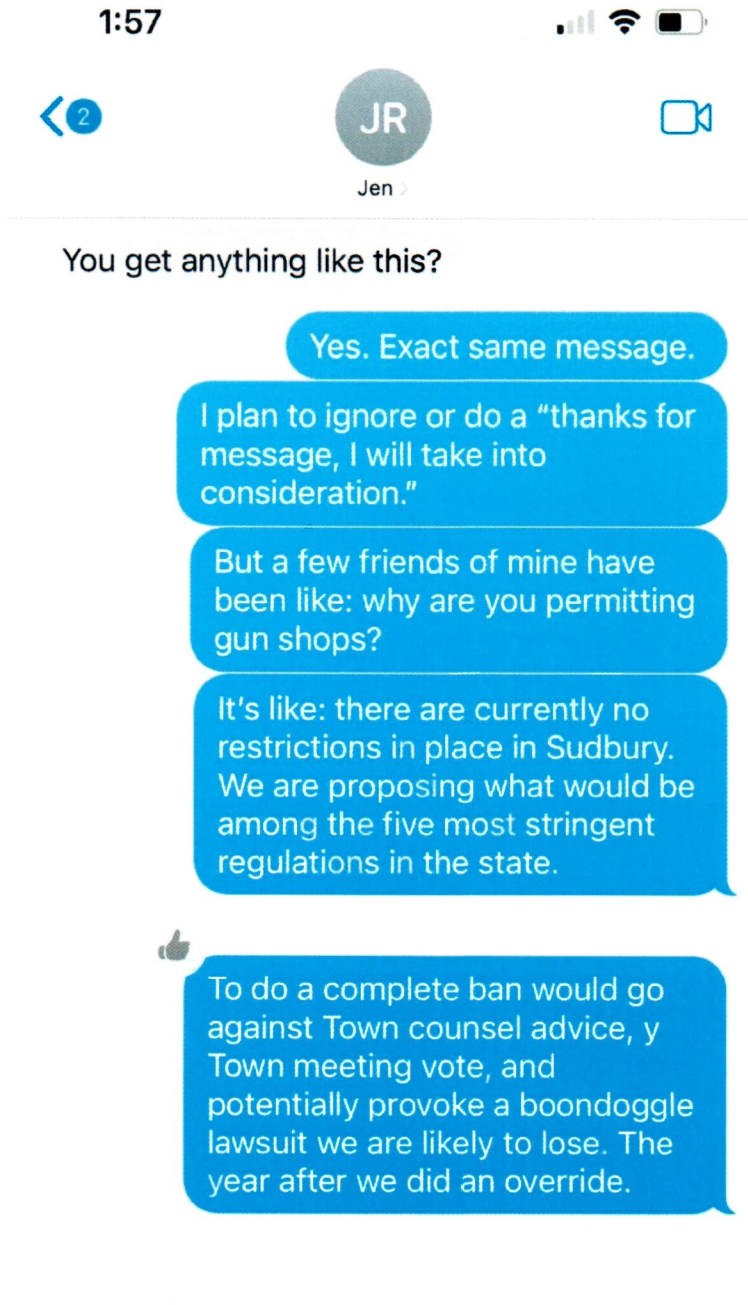 1:57
2
JR
Jen
You get anything like this?
Yes. Exact same message.
I plan to ignore or do a “thanks for
message, I will take into
consideration.”
But a few friends of mine have
been like: why are you permitting
gun shops?
It’s like: there are currently no
restrictions in place in Sudbury.
We are proposing what would be
among the five most stringent
regulations in the state.
To do a complete ban would go
against Town counsel advice, y
Town meeting vote, and
potentially provoke a boondoggle
lawsuit we are likely to lose. The
year after we did an override.